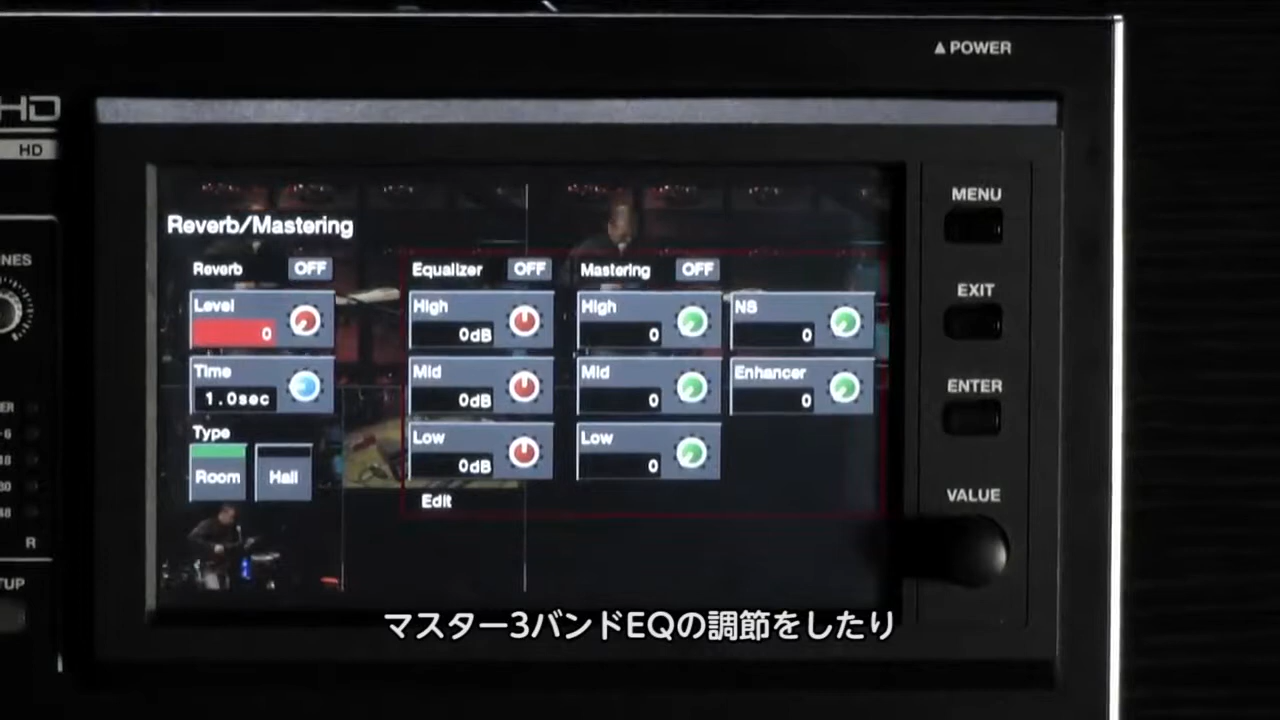 ▲POWER
HD
HD
MENU
Reverb/Mastering
INES
Reverb OFF
Equalizer OFF
Mastering OFF
EXIT
Level
0
High
0dB
High
0
NS
0
Time
1.0sec
Mid
0dB
Mid
0
Enhancer
0
ENTER
-6
Type
Low
0dB
Low
0
Room
Hall
Edit
VALUE
R
TUP
マスター3バンドEQの調節をしたり